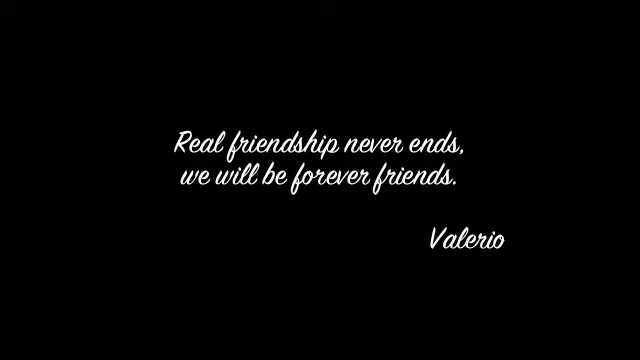 Real friendship never ends,
we will be forever friends.
Valerio